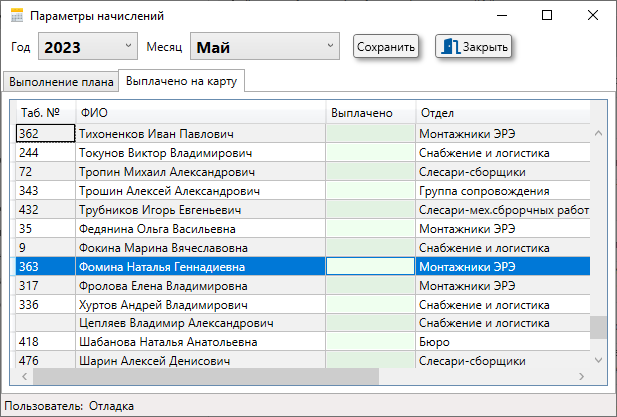 Параметры начислений
Год 2023 Месяц Май Сохранить Закрыть
Выполнение плана Выплачено на карту
Таб. № ФИО Выплачено Отдел
362 Тихоненков Иван Павлович Монтажники ЭРЭ
244 Токунов Виктор Владимирович Снабжение и логистика
72 Тропин Михаил Александрович Слесари-сборщики
343 Трошин Алексей Александрович Группа сопровождения
432 Трубников Игорь Евгеньевич Слесари-мех.сброрчных работ
35 Федянина Ольга Васильевна Монтажники ЭРЭ
9 Фокина Марина Вячеславовна Снабжение и логистика
363 Фомина Наталья Геннадиевна Монтажники ЭРЭ
317 Фролова Елена Владимировна Монтажники ЭРЭ
336 Хуртов Андрей Владимирович Снабжение и логистика
Цепляев Владимир Александрович Снабжение и логистика
418 Шабанова Наталья Анатольевна Бюро
476 Шарин Алексей Денисович Слесари-сборщики
Пользователь: Отладка